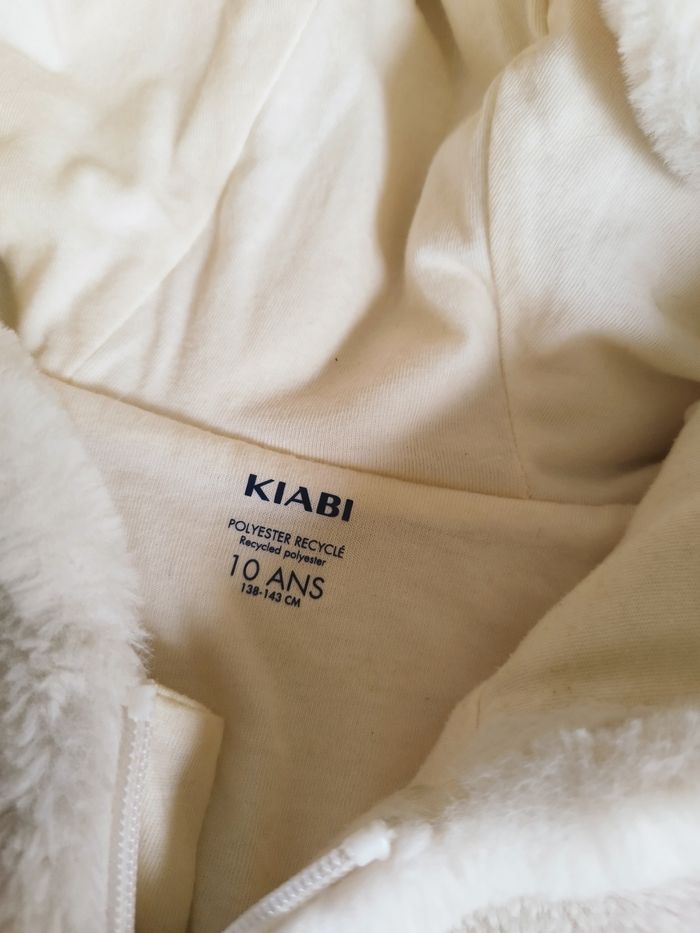 KIABI
POLYESTER RECYCLÉ
Recycled polyester
10 ANS
138-143 CM